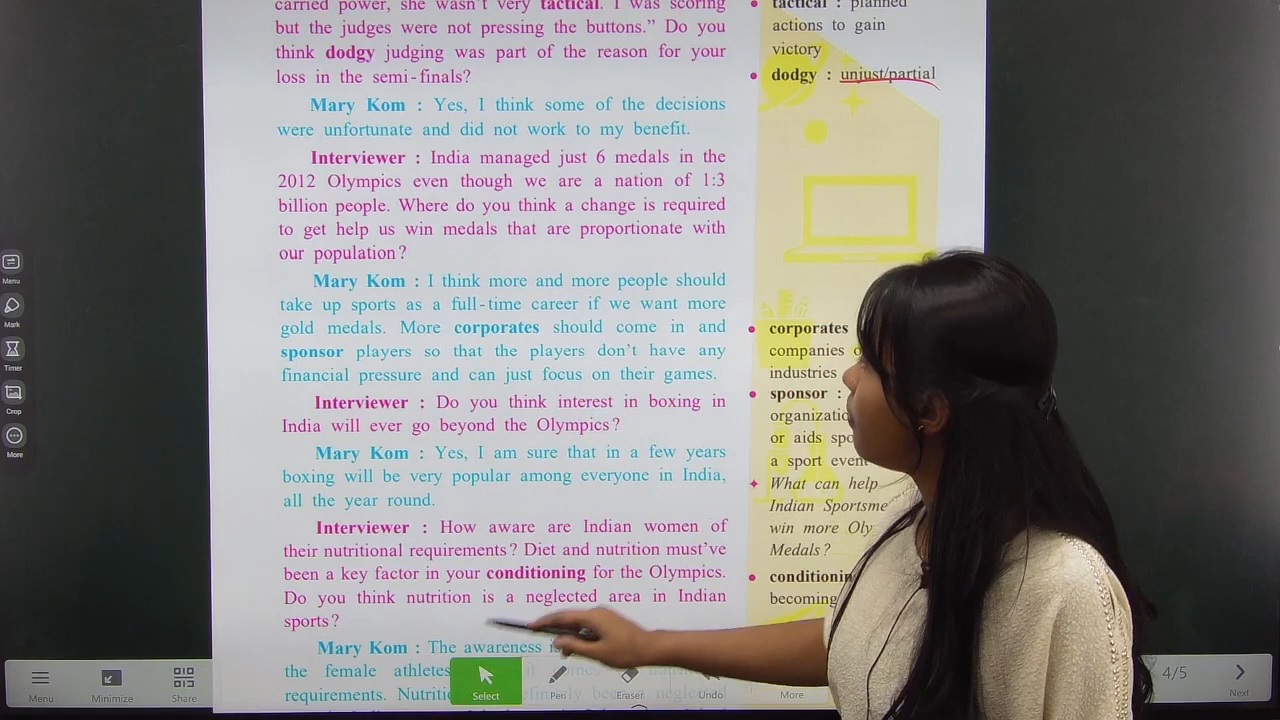 carried power, she wasn't very tactical. I was scoring
but the judges were not pressing the buttons.” Do you
think dodgy judging was part of the reason for your
loss in the semi-finals?
Mary Kom : Yes, I think some of the decisions
were unfortunate and did not work to my benefit.
Interviewer : India managed just 6 medals in the
2012 Olympics even though we are a nation of 1:3
billion people. Where do you think a change is required
to get help us win medals that are proportionate with
our population?
Mary Kom : I think more and more people should
take up sports as a full-time career if we want more
gold medals. More corporates should come in and
sponsor players so that the players don't have any
financial pressure and can just focus on their games.
Interviewer : Do you think interest in boxing in
India will ever go beyond the Olympics?
Mary Kom : Yes, I am sure that in a few years
boxing will be very popular among everyone in India,
all the year round.
Interviewer : How aware are Indian women of
their nutritional requirements? Diet and nutrition must've
been a key factor in your conditioning for the Olympics.
Do you think nutrition is a neglected area in Indian
sports?
Mary Kom : The awareness
the female athletes
requirements.
• tactical : planned
actions to gain
victory
• dodgy : unjust/partial
• corporates
companies
industries
• sponsor :
or aids
a sport
What can help
Indian
win more
Medals?
•
becoming
Menu
Mark
Timer
Crop
More
Menu
Minimize
Share
Select
Pen
Eraser
Undo
More
4/5
Next